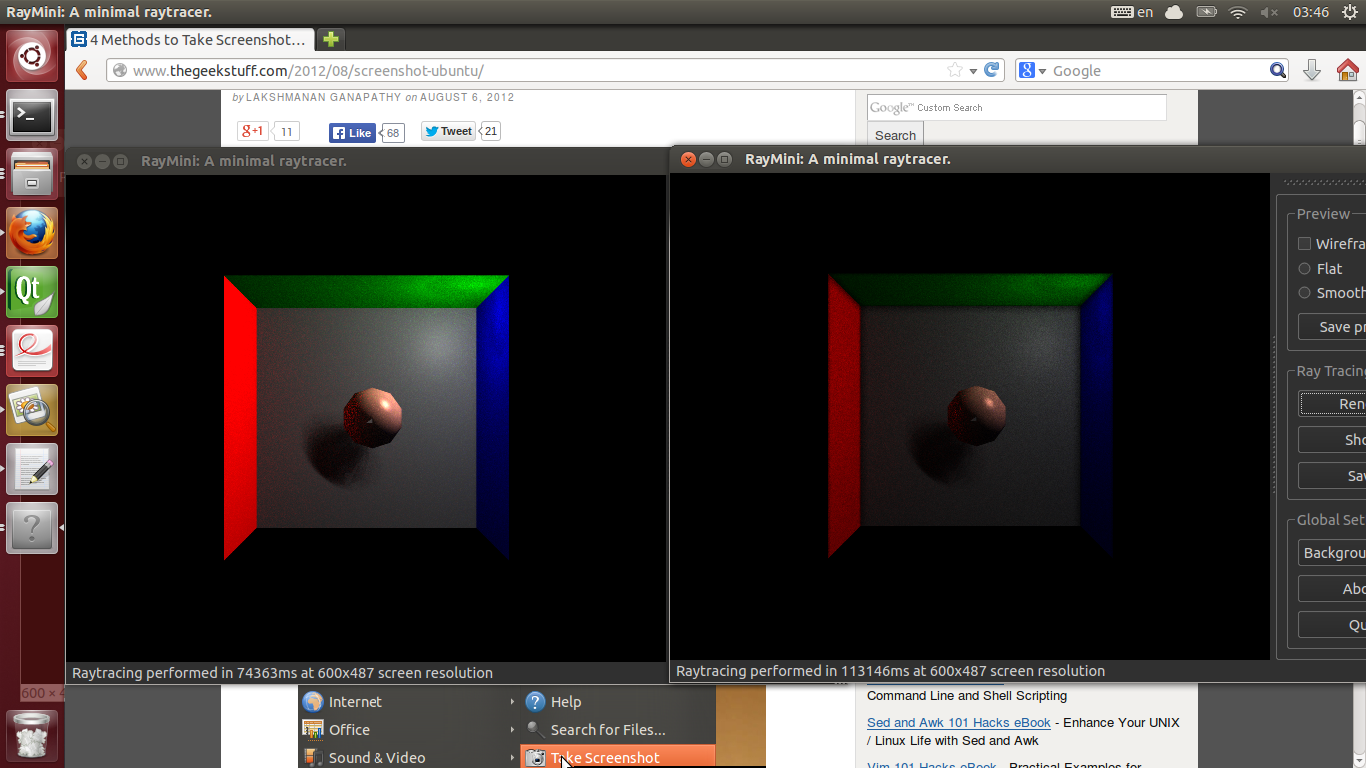 RayMini: A minimal raytracer.
en
03:46
4 Methods to Take Screenshot…
www.thegeekstuff.com/2012/08/screenshot-ubuntu/
Google
by LAKSHMANAN GANAPATHY on AUGUST 6, 2012
g+1 11
Like 68
Tweet 21
Google™ Custom Search
Search
RayMini: A minimal raytracer.
Raytracing performed in 74363ms at 600x487 screen resolution
RayMini: A minimal raytracer.
Preview
Wirefra
Flat
Smooth
Save pr
Ray Tracing
Ren
Sho
Sav
Global Set
Backgrou
Abo
Qu
Raytracing performed in 113146ms at 600x487 screen resolution
Qt
600 × 4
Internet
Office
Sound & Video
Help
Search for Files...
Take Screenshot
Command Line and Shell Scripting
Sed and Awk 101 Hacks eBook - Enhance Your UNIX
/ Linux Life with Sed and Awk
Vim 101 Hacks eBook - Practical Examples for